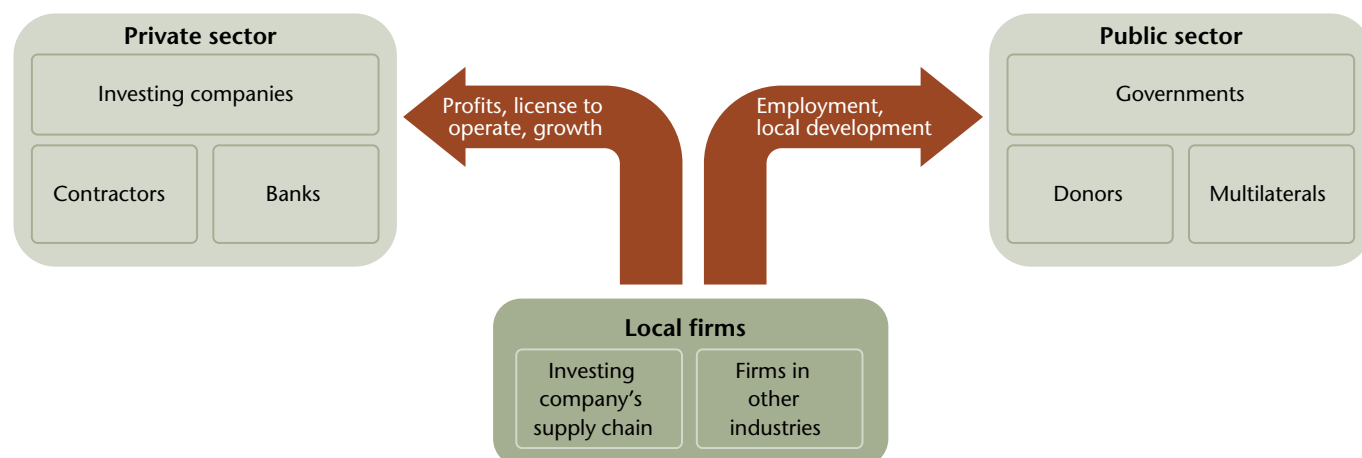 Private sector
Investing companies
Contractors
Banks
Profits, license to
operate, growth
Employment,
local development
Public sector
Governments
Donors
Multilaterals
Local firms
Investing
company’s
supply chain
Firms in
other
industries